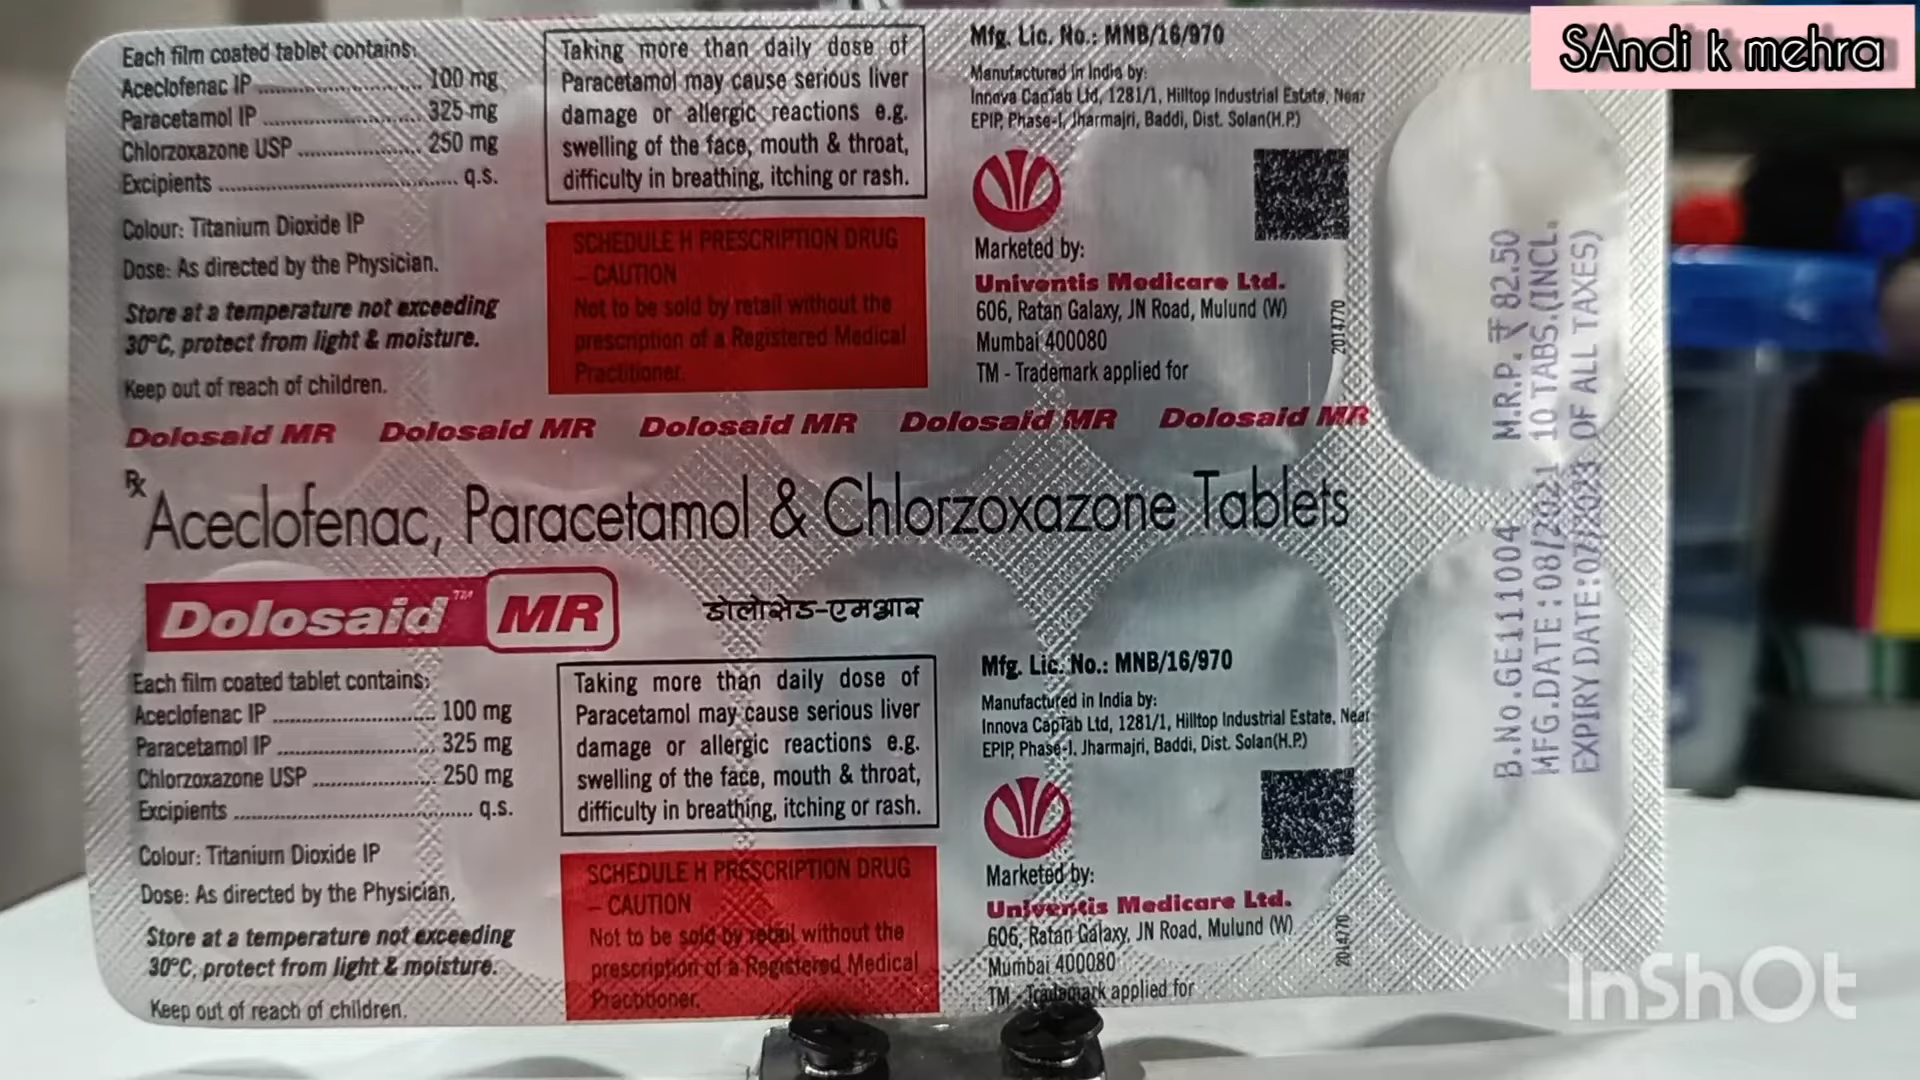 SAndi k mehra
Each film coated tablet contains:
Aceclofenac IP ........................ 100 mg
Paracetamol IP ........................ 325 mg
Chlorzoxazone USP .................. 250 mg
Excipients .................................... q.s.
Colour: Titanium Dioxide IP
Dose: As directed by the Physician.
Store at a temperature not exceeding
30°C, protect from light & moisture.
Keep out of reach of children.
Taking more than daily dose of
Paracetamol may cause serious liver
damage or allergic reactions e.g.
swelling of the face, mouth & throat,
difficulty in breathing, itching or rash.
SCHEDULE H PRESCRIPTION DRUG
– CAUTION
Not to be sold by retail without the
prescription of a Registered Medical
Practitioner.
Mfg. Lic. No.: MNB/16/970
Manufactured in India by:
Innova CapTab Ltd, 1281/1, Hilltop Industrial Estate, Near
EPIP, Phase-I, Jharmajri, Baddi, Dist. Solan(H.P.)
Marketed by:
Univentis Medicare Ltd.
606, Ratan Galaxy, JN Road, Mulund (W)
Mumbai 400080
TM - Trademark applied for
2014770
Dolosaid MR Dolosaid MR Dolosaid MR Dolosaid MR Dolosaid MR
Rx
Aceclofenac, Paracetamol & Chlorzoxazone Tablets
Dolosaid™ MR
डोलोसेड-एमआर
Each film coated tablet contains:
Aceclofenac IP ........................ 100 mg
Paracetamol IP ........................ 325 mg
Chlorzoxazone USP .................. 250 mg
Excipients .................................... q.s.
Colour: Titanium Dioxide IP
Dose: As directed by the Physician.
Store at a temperature not exceeding
30°C, protect from light & moisture.
Keep out of reach of children.
Taking more than daily dose of
Paracetamol may cause serious liver
damage or allergic reactions e.g.
swelling of the face, mouth & throat,
difficulty in breathing, itching or rash.
SCHEDULE H PRESCRIPTION DRUG
– CAUTION
Not to be sold by retail without the
prescription of a Registered Medical
Practitioner.
Mfg. Lic. No.: MNB/16/970
Manufactured in India by:
Innova CapTab Ltd, 1281/1, Hilltop Industrial Estate, Near
EPIP, Phase-I, Jharmajri, Baddi, Dist. Solan(H.P.)
Marketed by:
Univentis Medicare Ltd.
606, Ratan Galaxy, JN Road, Mulund (W)
Mumbai 400080
TM - Trademark applied for
2014770
B.No.GE111004 M.R.P. ₹ 82.50
MFG.DATE:08/2021 10 TABS.(INCL.
EXPIRY DATE:07/2023 OF ALL TAXES)
InShOt